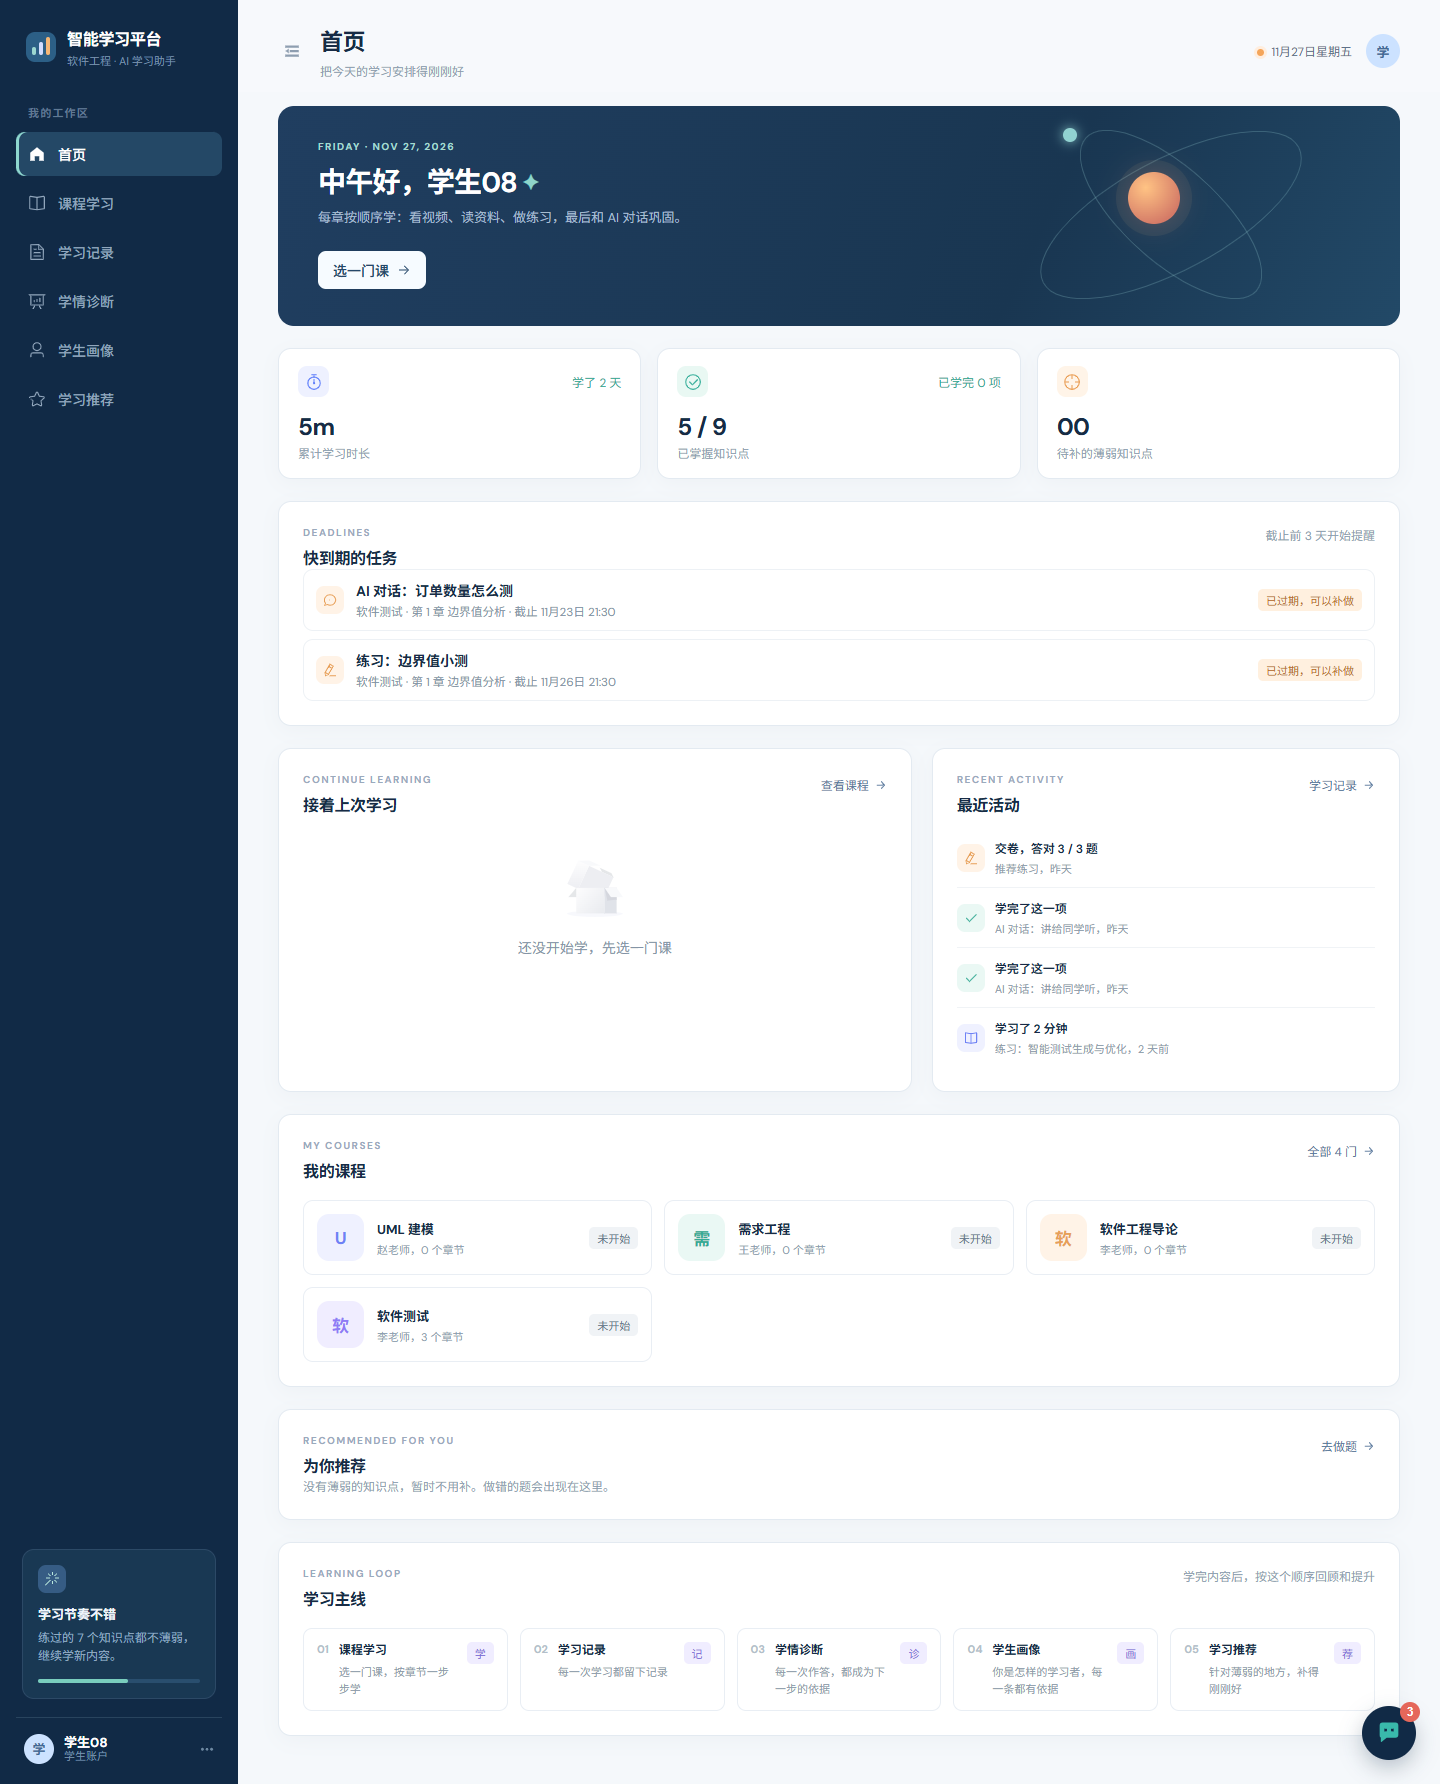 智能学习平台
软件工程 · AI 学习助手
我的工作区
首页
课程学习
学习记录
学情诊断
学生画像
学习推荐
学习节奏不错
练过的 7 个知识点都不薄弱，
继续学新内容。
学
学生08
学生账户
首页
把今天的学习安排得刚刚好
11月27日星期五
学
FRIDAY · NOV 27, 2026
中午好，学生08
每章按顺序学：看视频、读资料、做练习，最后和 AI 对话巩固。
选一门课
学了 2 天
5m
累计学习时长
已学完 0 项
5 / 9
已掌握知识点
00
待补的薄弱知识点
DEADLINES
快到期的任务
截止前 3 天开始提醒
AI 对话：订单数量怎么测
软件测试 · 第 1 章 边界值分析 · 截止 11月23日 21:30
已过期，可以补做
练习：边界值小测
软件测试 · 第 1 章 边界值分析 · 截止 11月26日 21:30
已过期，可以补做
CONTINUE LEARNING
接着上次学习
查看课程
还没开始学，先选一门课
RECENT ACTIVITY
最近活动
学习记录
交卷，答对 3 / 3 题
推荐练习，昨天
学完了这一项
AI 对话：讲给同学听，昨天
学完了这一项
AI 对话：讲给同学听，昨天
学习了 2 分钟
练习：智能测试生成与优化，2 天前
MY COURSES
我的课程
全部 4 门
U
UML 建模
赵老师，0 个章节
未开始
需
需求工程
王老师，0 个章节
未开始
软
软件工程导论
李老师，0 个章节
未开始
软
软件测试
李老师，3 个章节
未开始
RECOMMENDED FOR YOU
为你推荐
没有薄弱的知识点，暂时不用补。做错的题会出现在这里。
去做题
LEARNING LOOP
学习主线
学完内容后，按这个顺序回顾和提升
01
课程学习
选一门课，按章节一步
步学
学
02
学习记录
每一次学习都留下记录
记
03
学情诊断
每一次作答，都成为下
一步的依据
诊
04
学生画像
你是怎样的学习者，每
一条都有依据
画
05
学习推荐
针对薄弱的地方，补得
刚刚好
荐
3